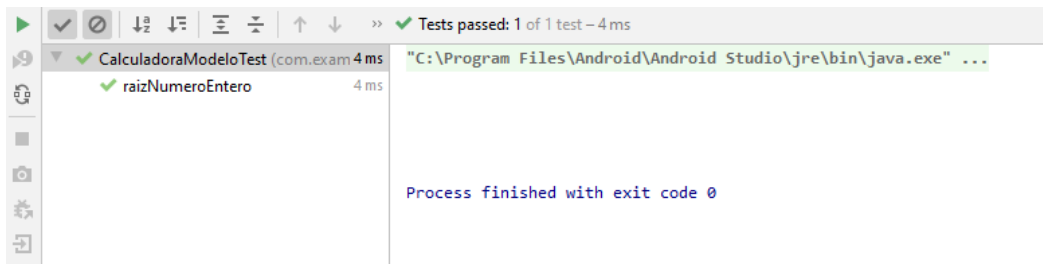 Tests passed: 1 of 1 test – 4 ms
CalculadoraModeloTest (com.exam 4 ms
raizNumeroEntero 4 ms
"C:\Program Files\Android\Android Studio\jre\bin\java.exe" ...
Process finished with exit code 0